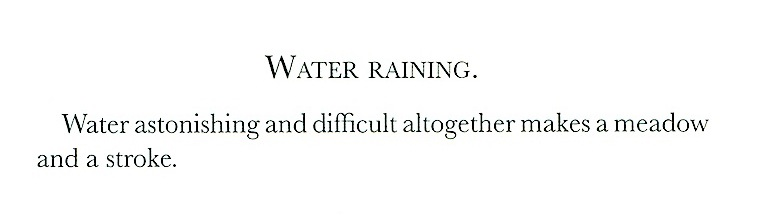 WATER RAINING.
Water astonishing and difficult altogether makes a meadow
and a stroke.